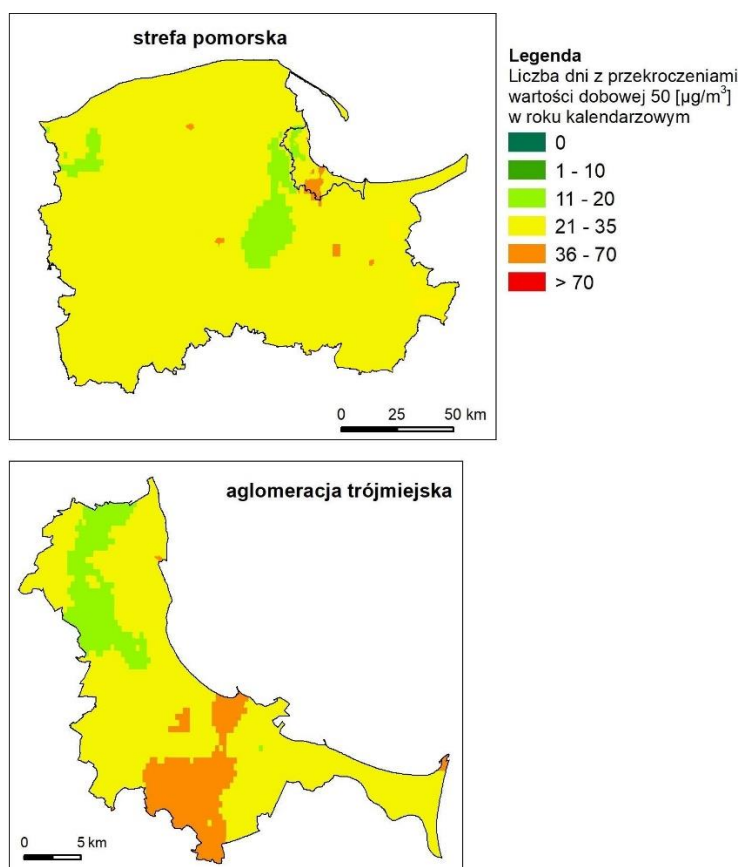 strefa pomorska
0 25 50 km
Legenda
Liczba dni z przekroczeniami
wartości dobowej 50 [µg/m³]
w roku kalendarzowym
0
1 - 10
11 - 20
21 - 35
36 - 70
> 70
aglomeracja trójmiejska
0 5 km